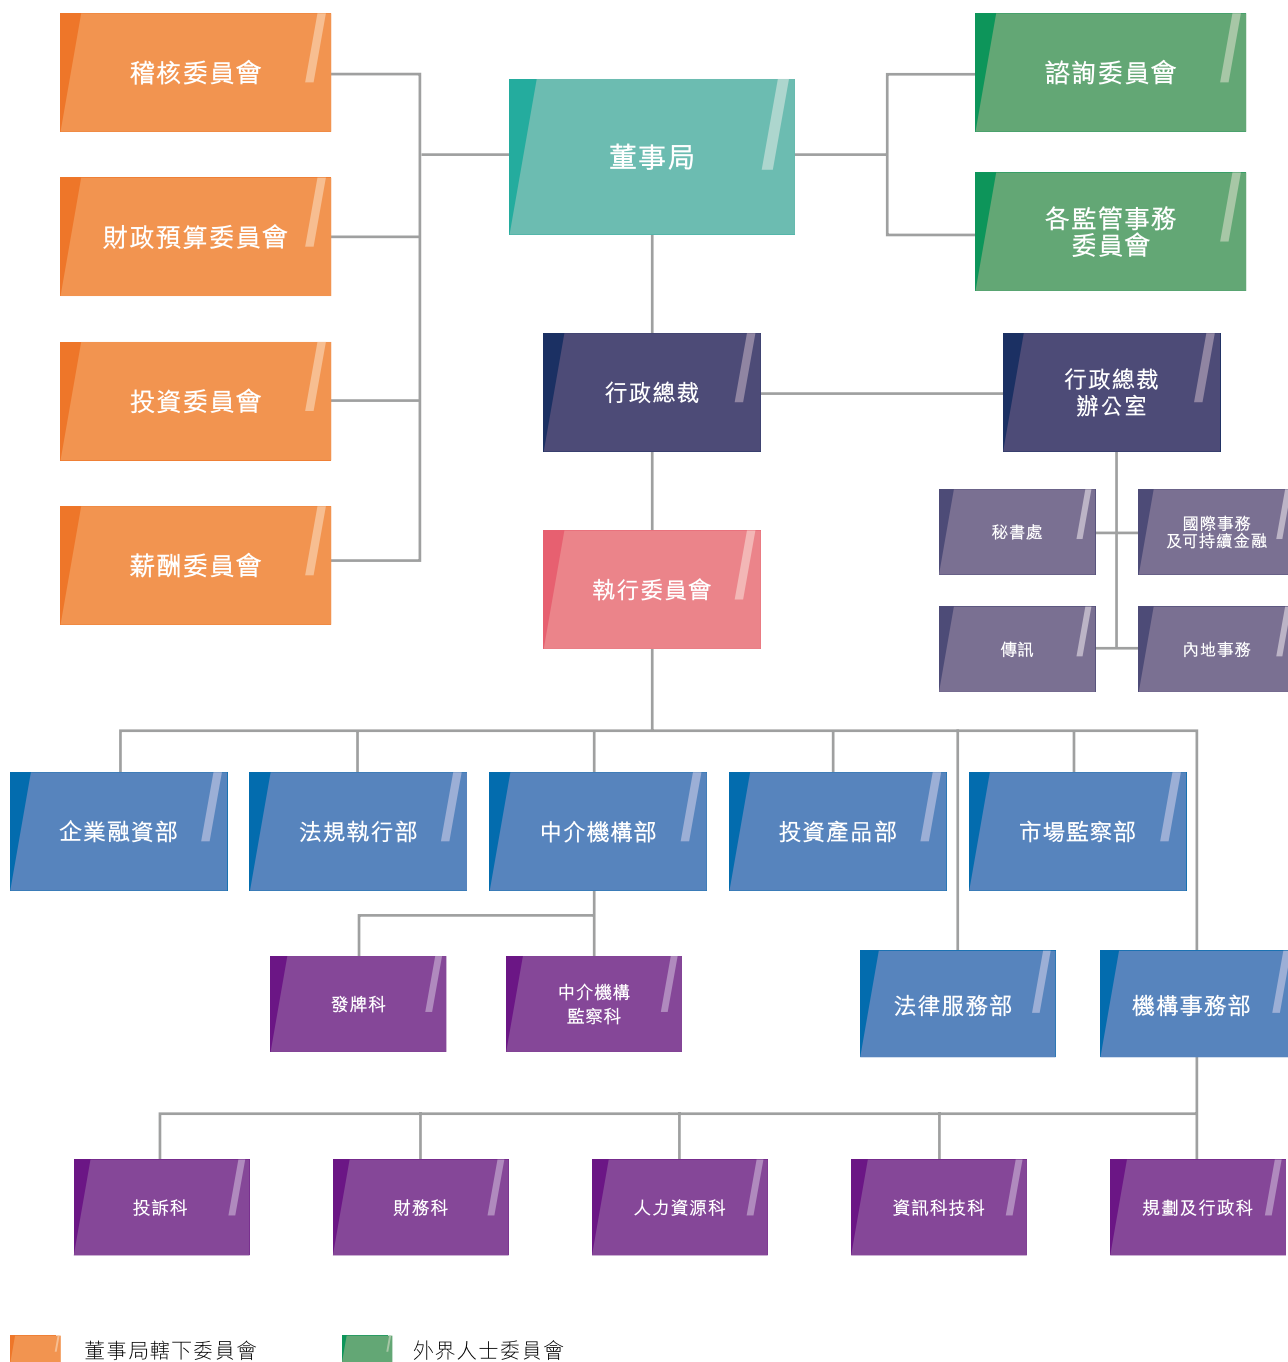 稽核委員會
諮詢委員會
董事局
財政預算委員會
各監管事務
委員會
投資委員會
行政總裁
行政總裁
辦公室
薪酬委員會
執行委員會
秘書處
國際事務
及可持續金融
傳訊
內地事務
企業融資部
法規執行部
中介機構部
投資產品部
市場監察部
發牌科
中介機構
監察科
法律服務部
機構事務部
投訴科
財務科
人力資源科
資訊科技科
規劃及行政科
董事局轄下委員會
外界人士委員會